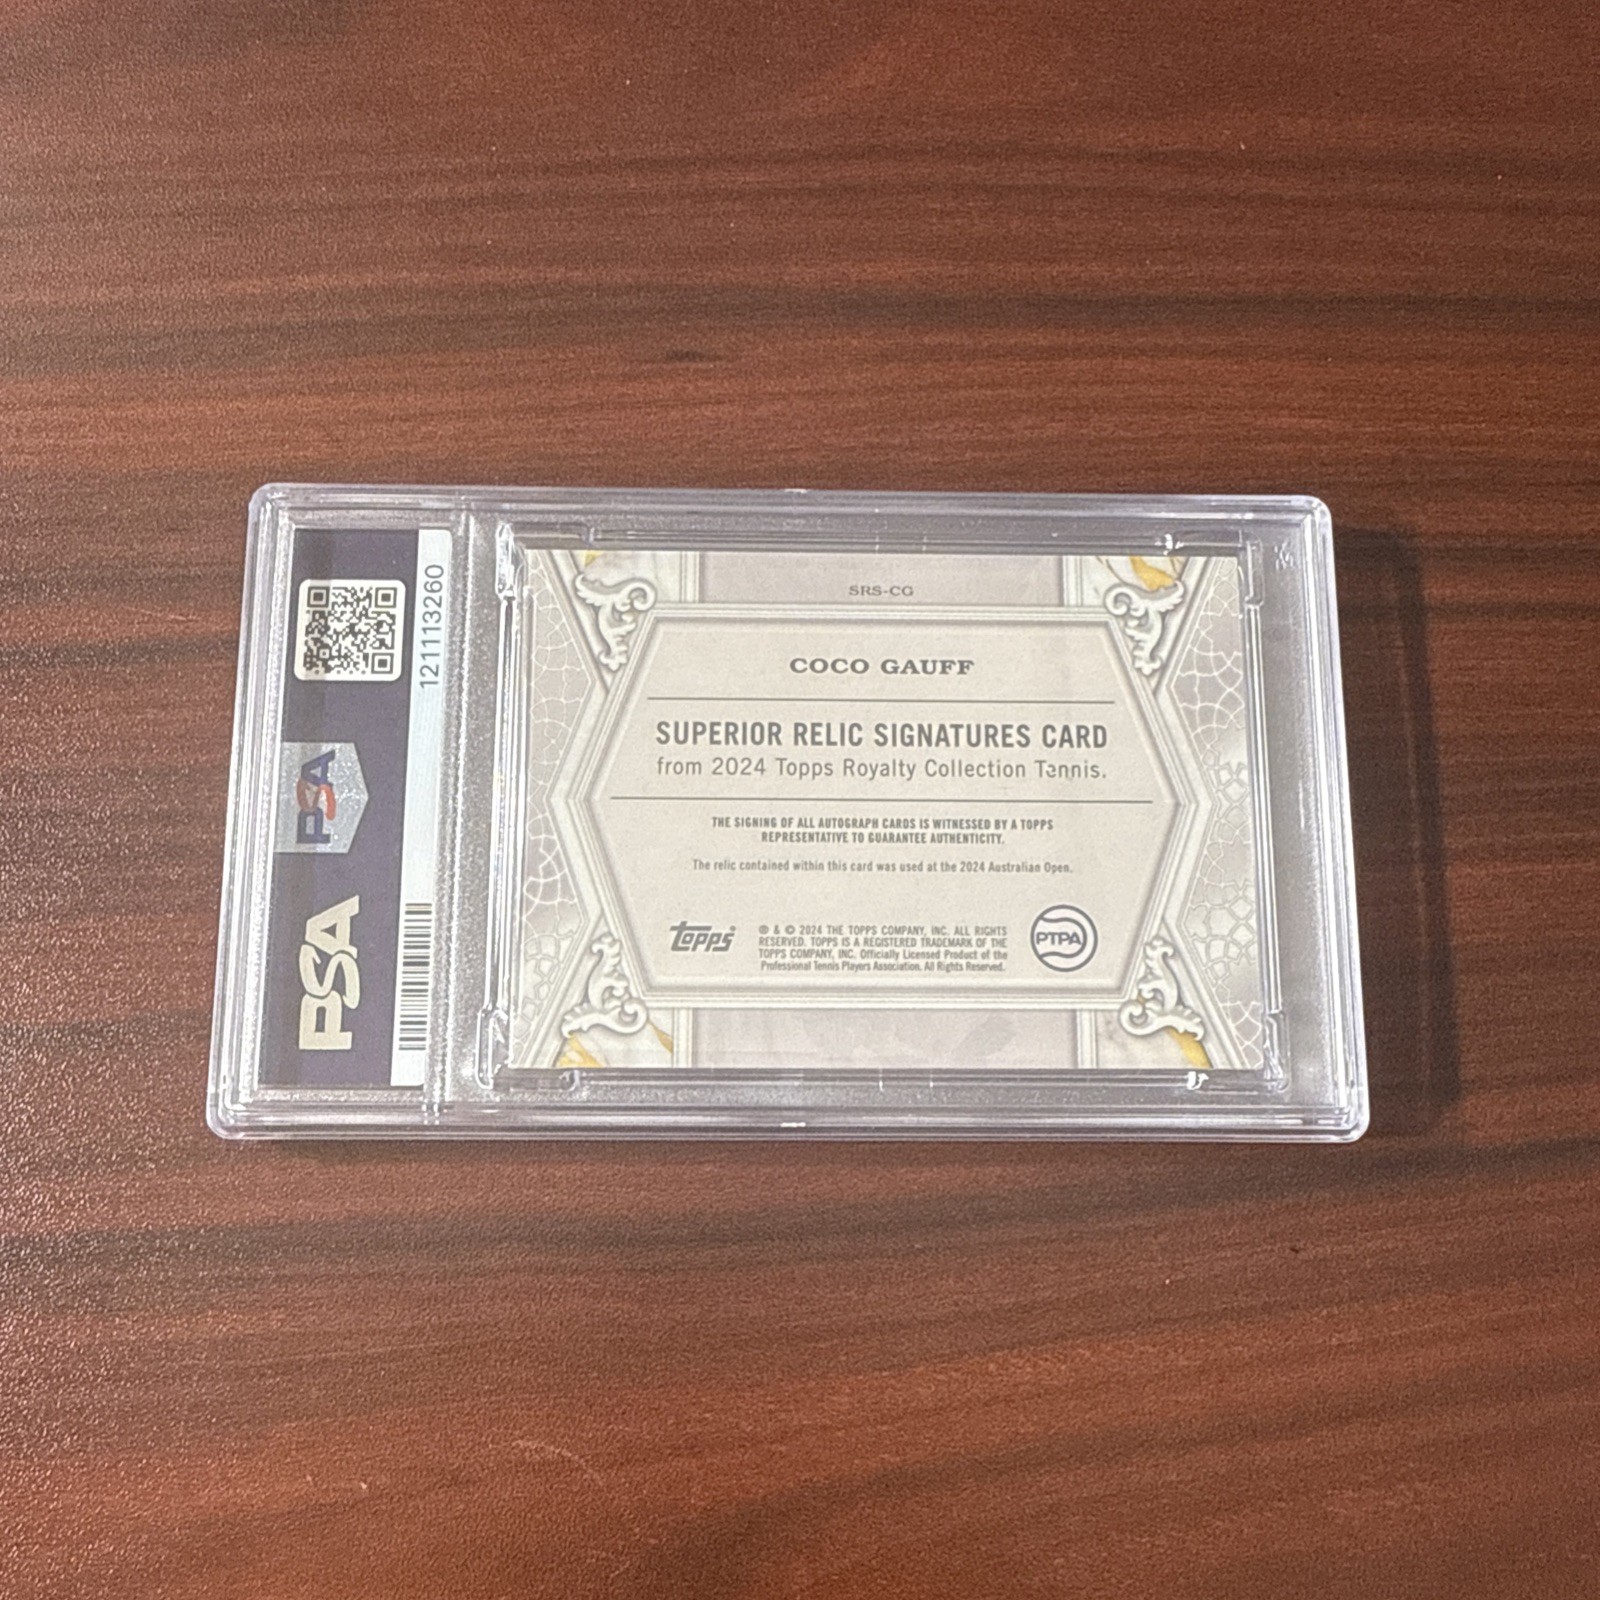 121113260
PSA
PSA
SRS-CG
COCO GAUFF
SUPERIOR RELIC SIGNATURES CARD
from 2024 Topps Royalty Collection Tennis.
THE SIGNING OF ALL AUTOGRAPH CARDS IS WITNESSED BY A TOPPS
REPRESENTATIVE TO GUARANTEE AUTHENTICITY.
The relic contained within this card was used at the 2024 Australian Open.
topps
® & © 2024 THE TOPPS COMPANY, INC. ALL RIGHTS
RESERVED. TOPPS IS A REGISTERED TRADEMARK OF THE
TOPPS COMPANY, INC. Officially Licensed Product of the
Professional Tennis Players Association. All Rights Reserved.
PTPA